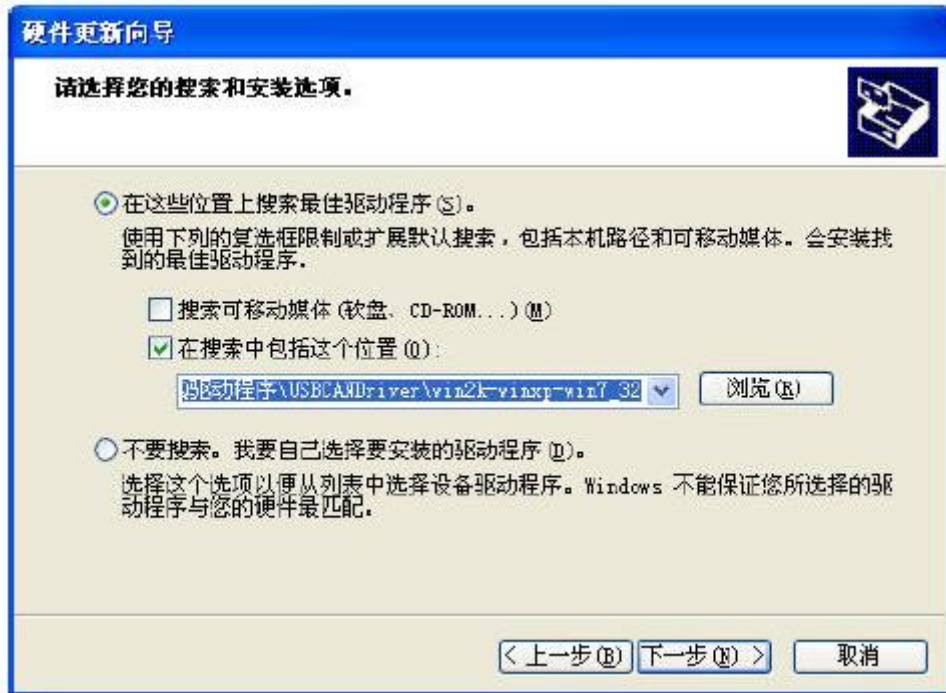 硬件更新向导
请选择您的搜索和安装选项。
在这些位置上搜索最佳驱动程序(S)。
使用下列的复选框限制或扩展默认搜索，包括本机路径和可移动媒体。会安装找
到的最佳驱动程序.
搜索可移动媒体(软盘、CD-ROM...)(M)
在搜索中包括这个位置(O):
驱动程序\USBCANDriver\win2k-winxp-win7_32
浏览(R)
不要搜索。我要自己选择要安装的驱动程序(D)。
选择这个选项以便从列表中选择设备驱动程序。Windows 不能保证您所选择的驱
动程序与您的硬件最匹配.
< 上一步(B) 下一步(N) > 取消